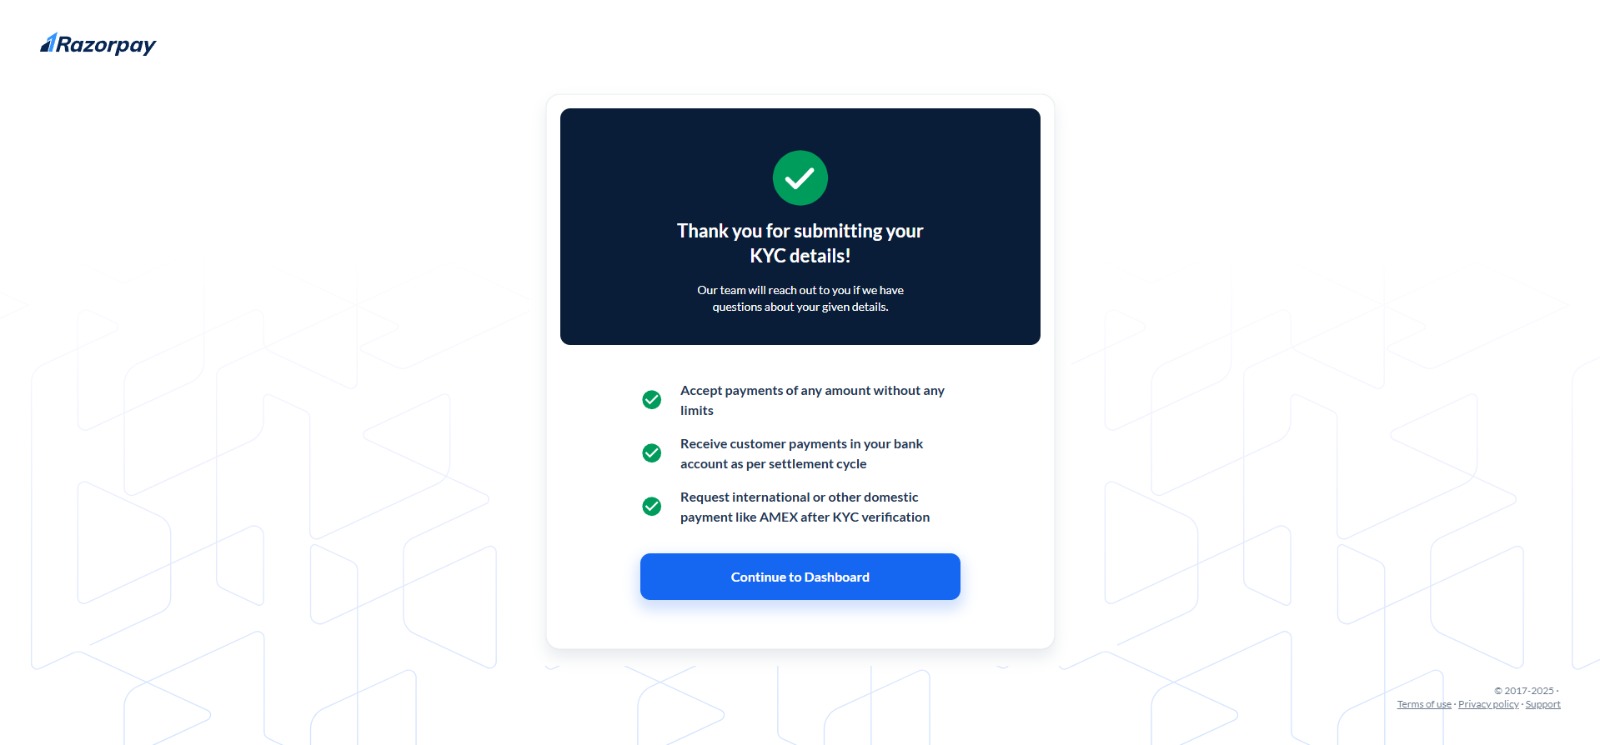 Razorpay
Thank you for submitting your
KYC details!
Our team will reach out to you if we have
questions about your given details.
Accept payments of any amount without any
limits
Receive customer payments in your bank
account as per settlement cycle
Request international or other domestic
payment like AMEX after KYC verification
Continue to Dashboard
© 2017-2025 ·
Terms of use · Privacy policy · Support